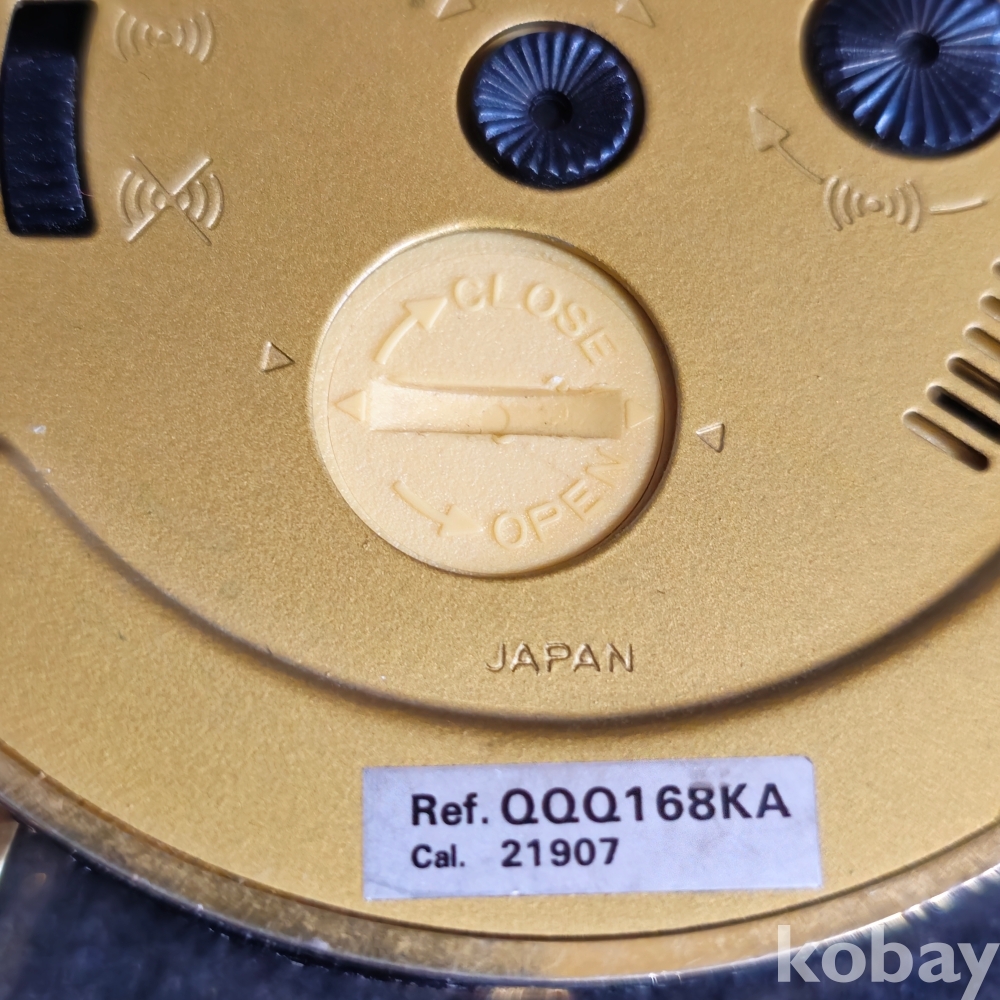 CLOSE
OPEN
JAPAN
Ref. QQQ168KA
Cal. 21907
kobay